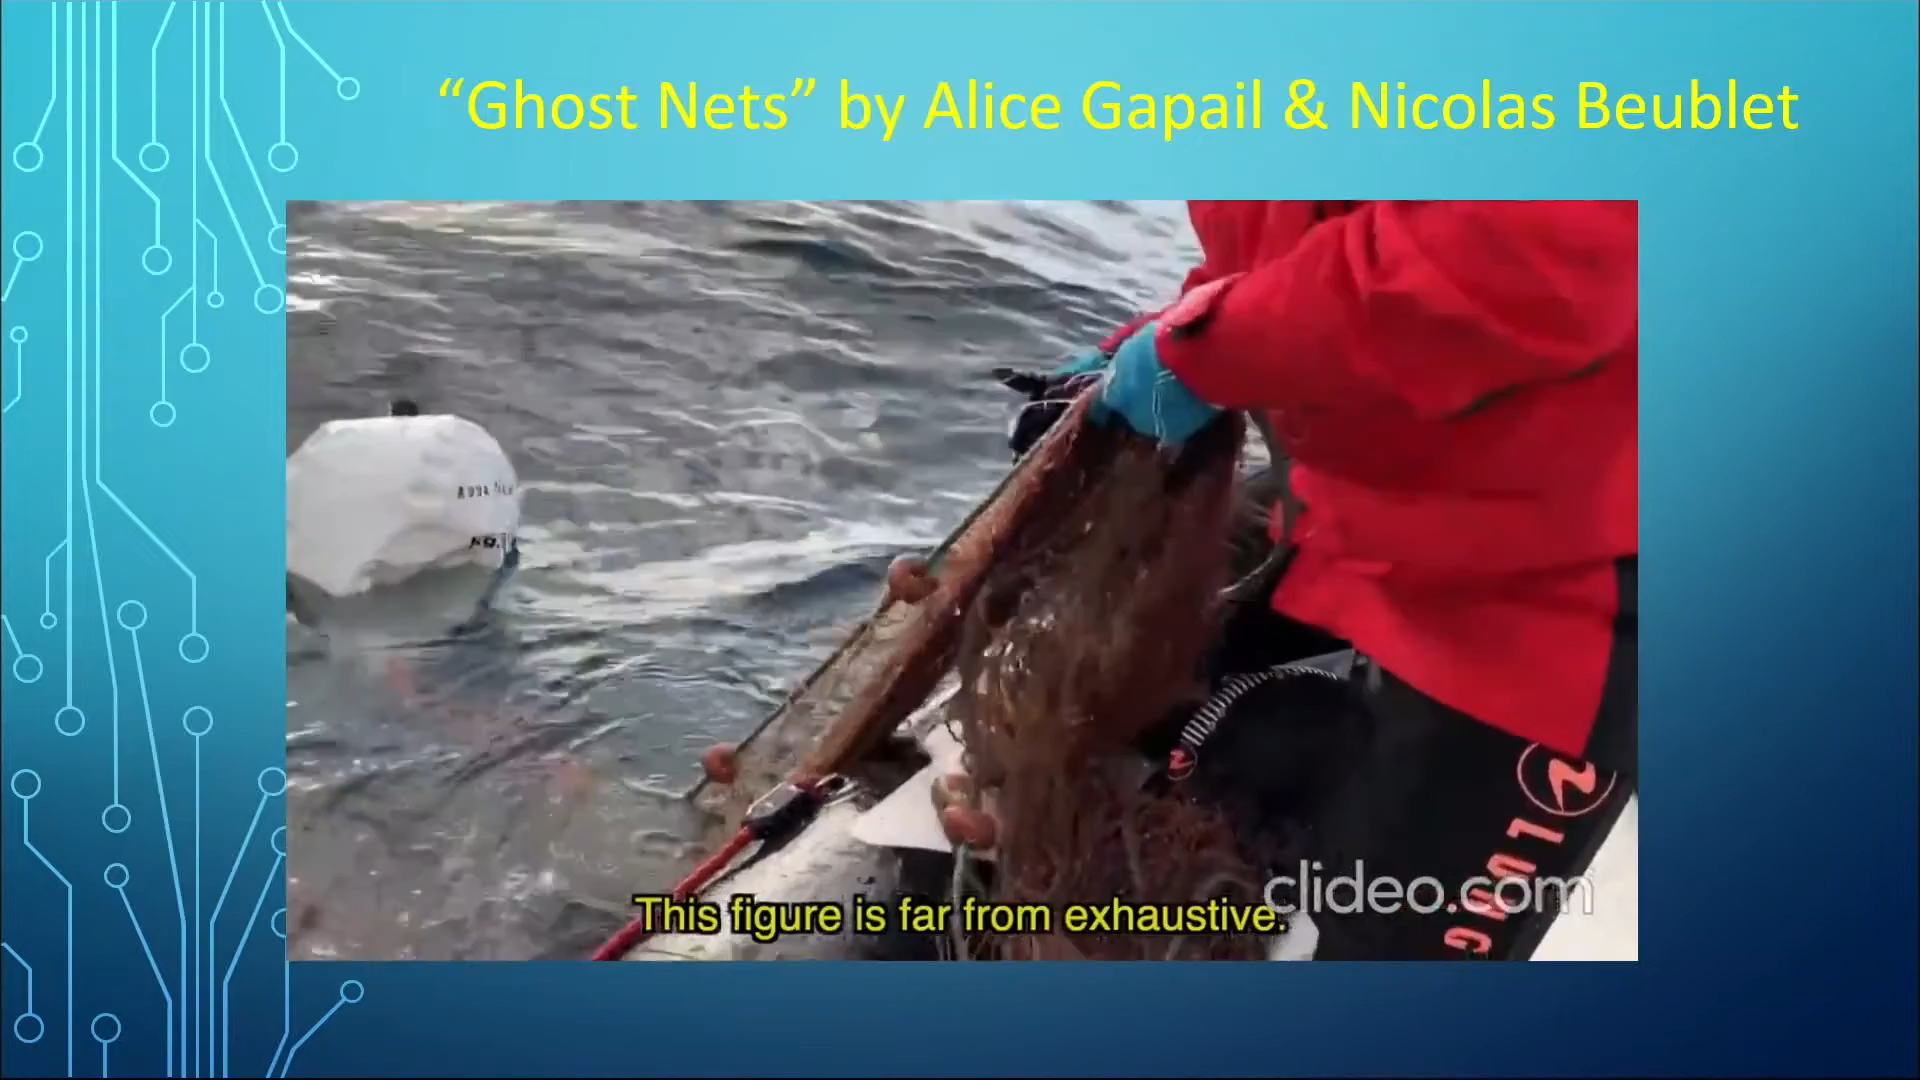 “Ghost Nets” by Alice Gapail & Nicolas Beublet
This figure is far from exhaustive.
clideo.com